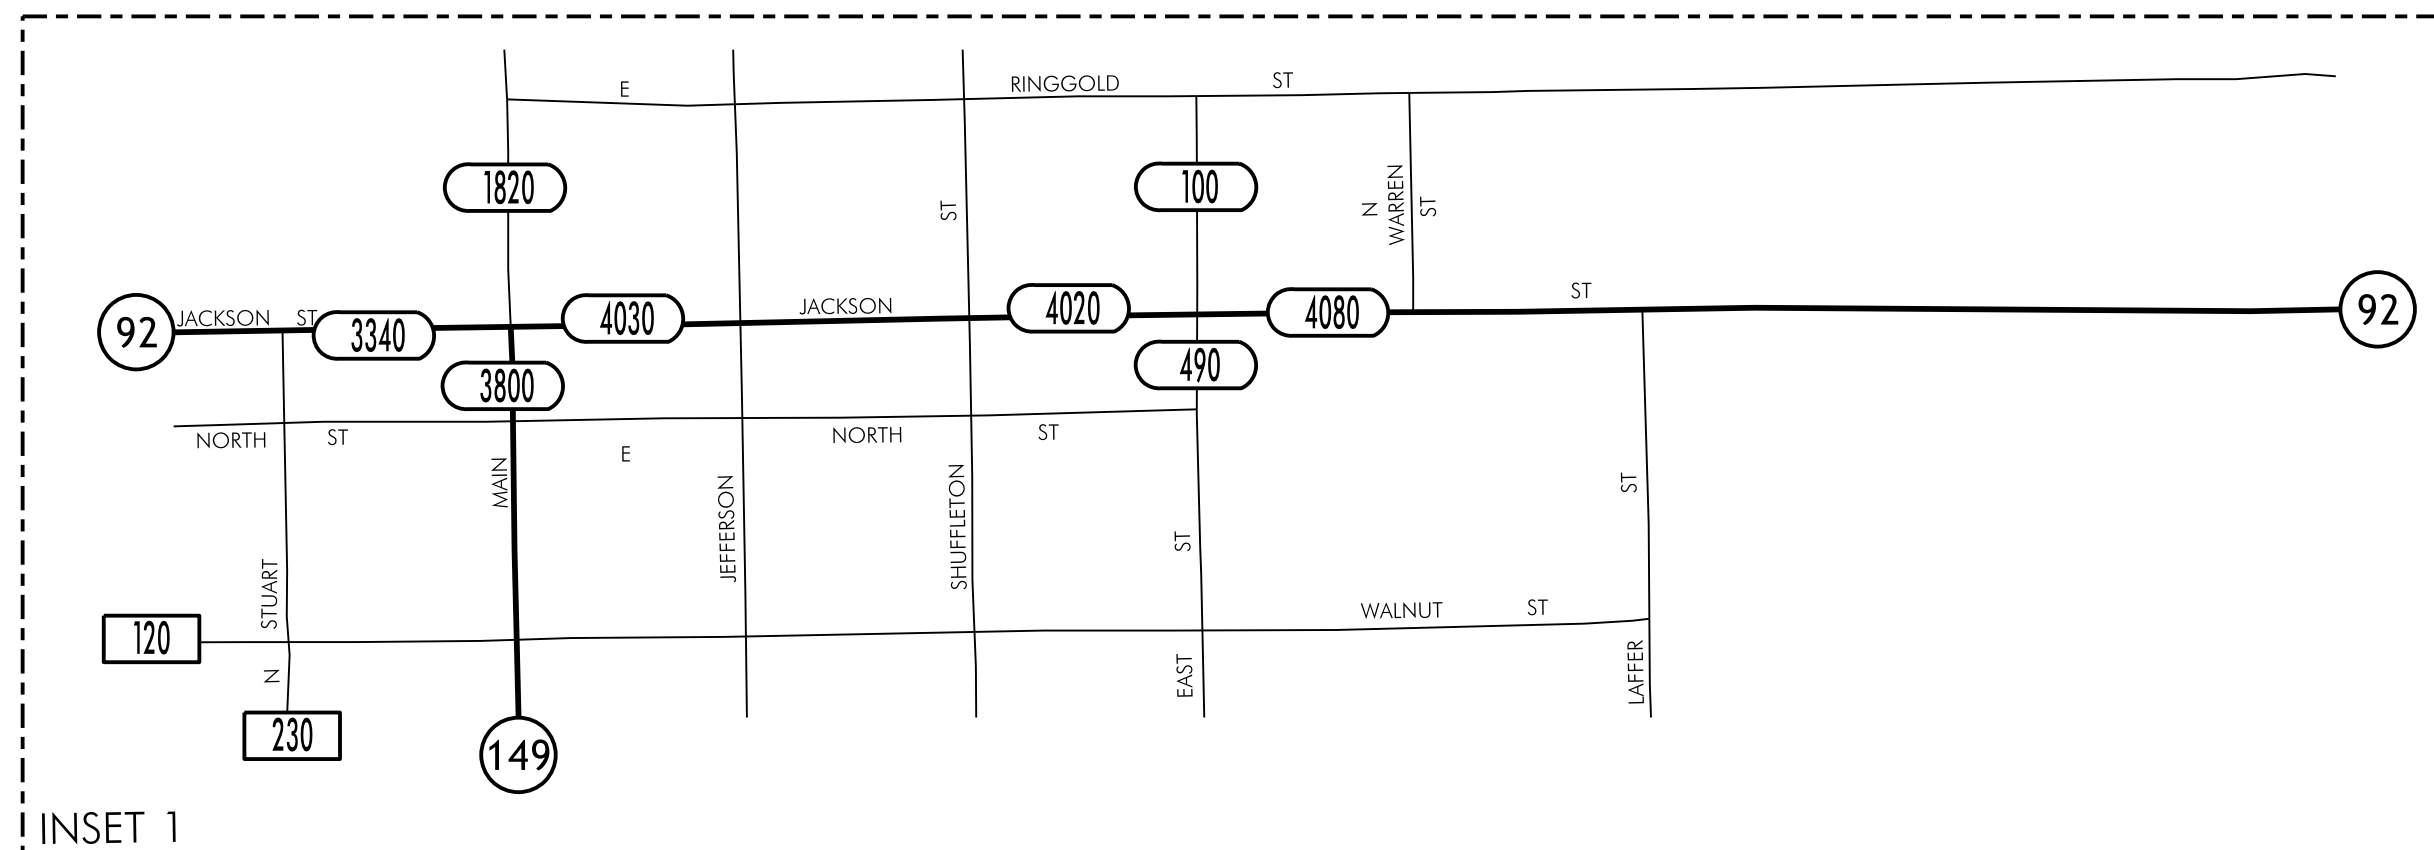 E
RINGGOLD
ST
1820
100
ST
N
WARREN
ST
92
JACKSON ST
3340
4030
JACKSON
4020
4080
ST
92
3800
490
NORTH
ST
E
NORTH
ST
MAIN
JEFFERSON
SHUFFLETON
ST
EAST
ST
LAFFER
WALNUT
ST
120
N
STUART
230
149
INSET 1